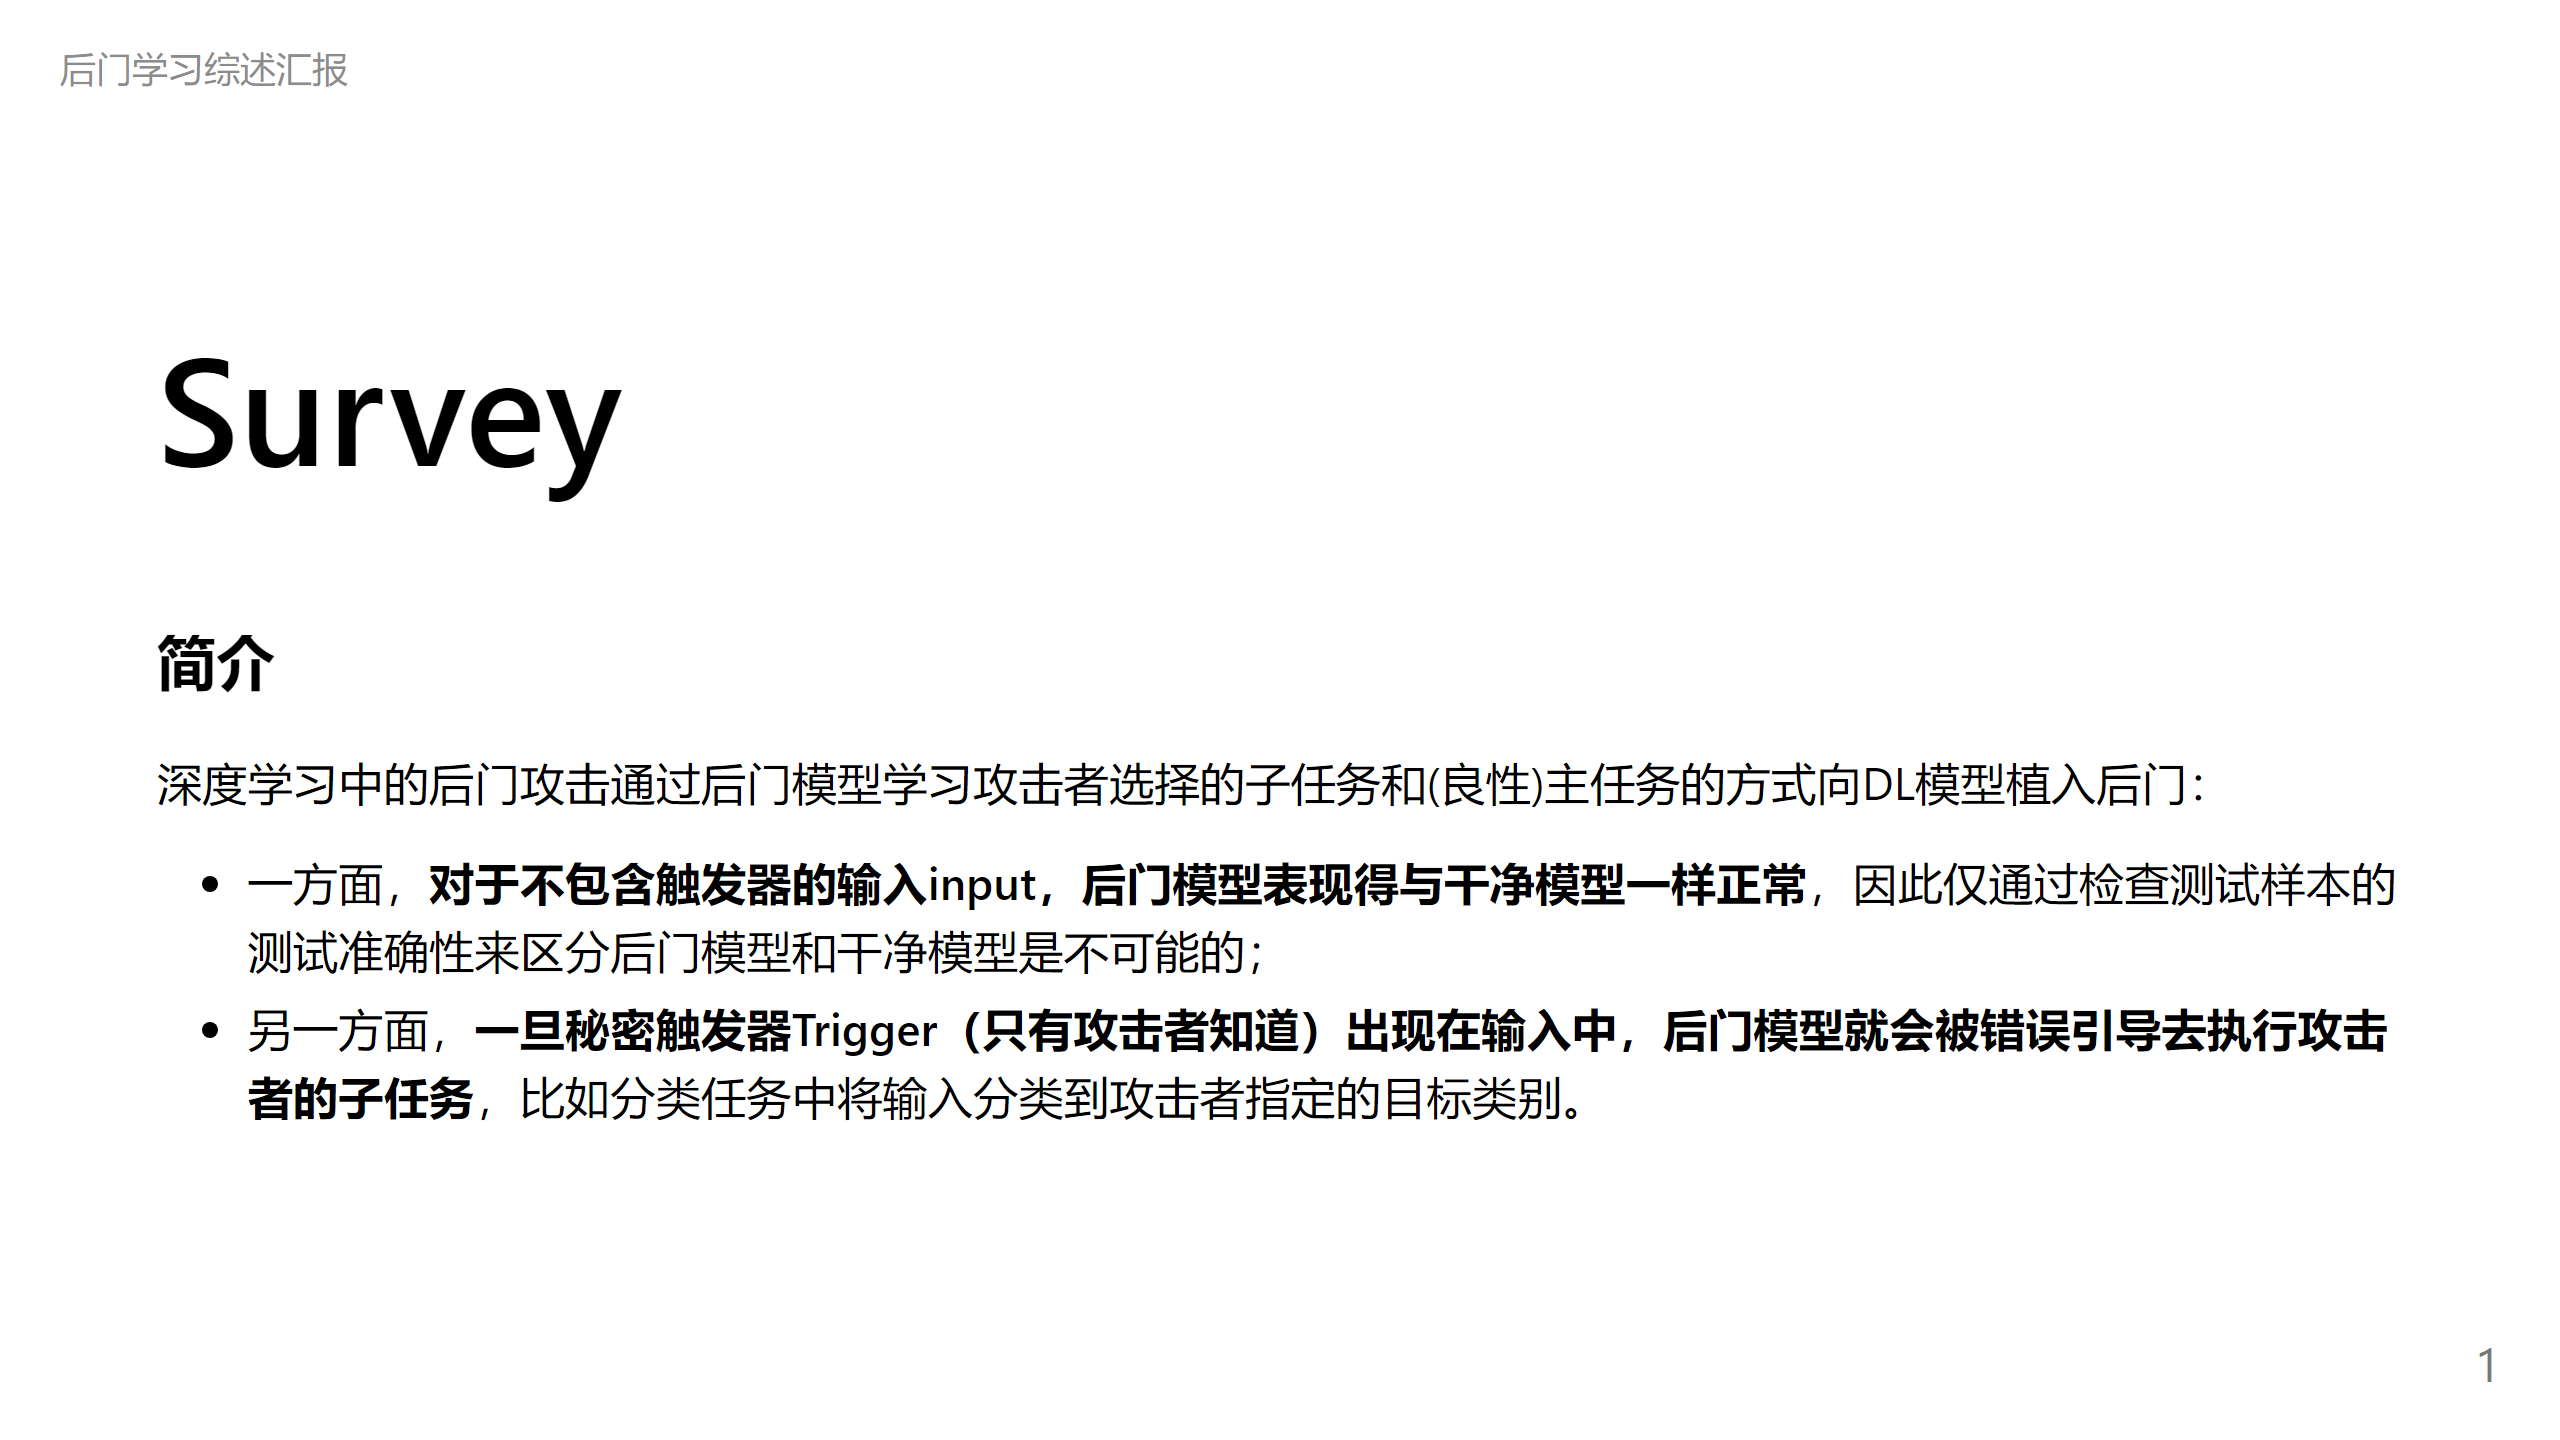 后门学习综述汇报
Survey
简介
深度学习中的后门攻击通过后门模型学习攻击者选择的子任务和(良性)主任务的方式向DL模型植入后门：
• 一方面，对于不包含触发器的输入input，后门模型表现得与干净模型一样正常，因此仅通过检查测试样本的
测试准确性来区分后门模型和干净模型是不可能的；
• 另一方面，一旦秘密触发器Trigger（只有攻击者知道）出现在输入中，后门模型就会被错误引导去执行攻击
者的子任务，比如分类任务中将输入分类到攻击者指定的目标类别。
1